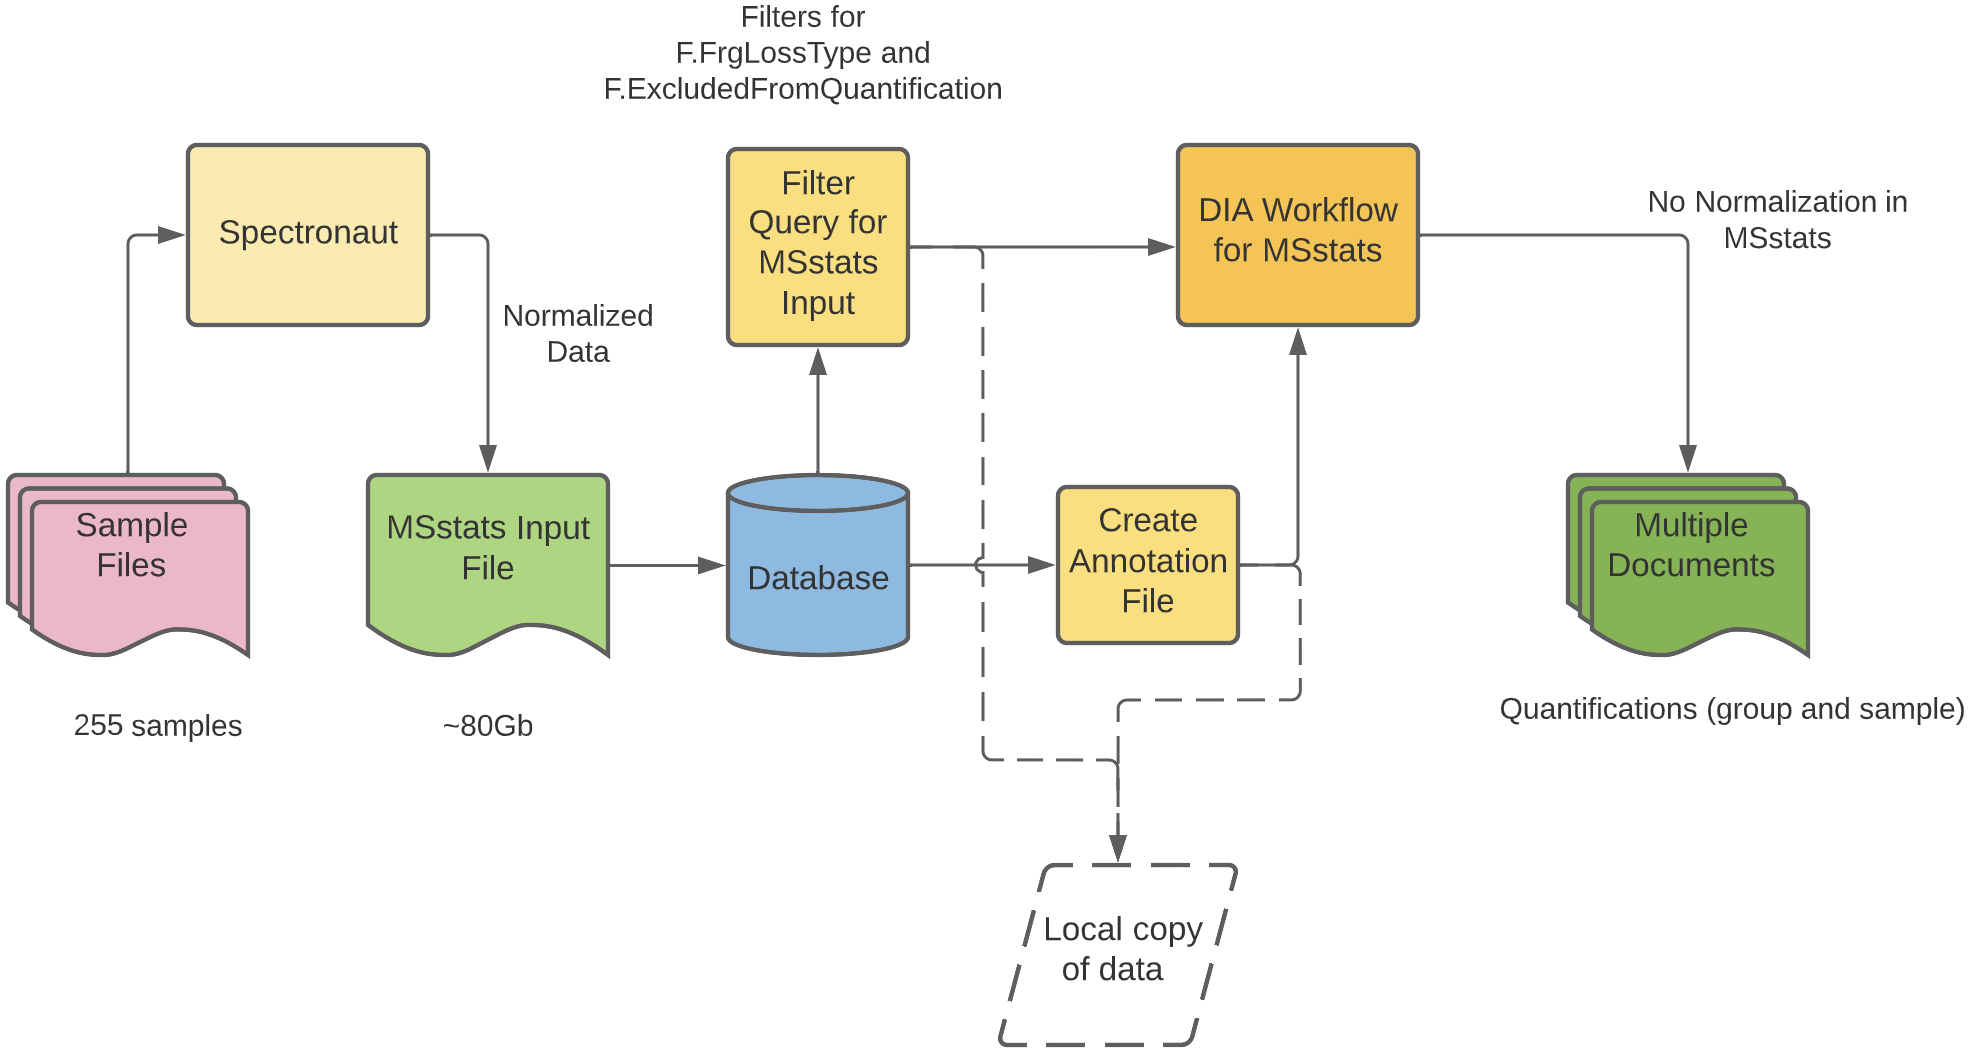 Filters for
F.FrgLossType and
F.ExcludedFromQuantification
Spectronaut
Normalized
Data
Filter
Query for
MSstats
Input
DIA Workflow
for MSstats
No Normalization in
MSstats
Sample
Files
255 samples
MSstats Input
File
~80Gb
Database
Create
Annotation
File
Multiple
Documents
Quantifications (group and sample)
Local copy
of data